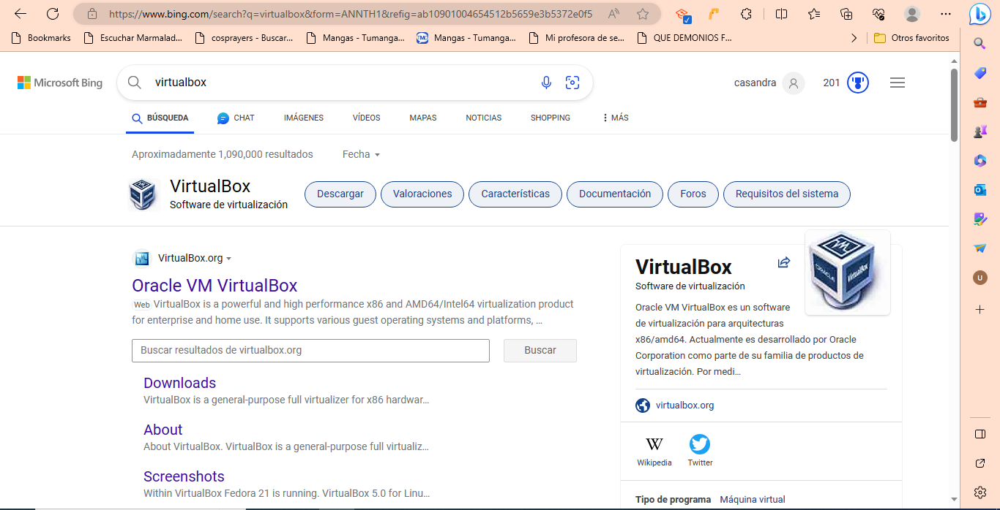 https://www.bing.com/search?q=virtualbox&form=ANNTH1&refig=ab10901004654512b5659e3b5372e0f5
Bookmarks
Escuchar Marmalad...
cosprayers - Buscar...
Mangas - Tumanga...
Mangas - Tumanga...
Mi profesora de se...
QUE DEMONIOS F...
Otros favoritos
Microsoft Bing
virtualbox
casandra
201
BÚSQUEDA
CHAT
IMÁGENES
VÍDEOS
MAPAS
NOTICIAS
SHOPPING
MÁS
Aproximadamente 1,090,000 resultados
Fecha
VirtualBox
Software de virtualización
Descargar
Valoraciones
Características
Documentación
Foros
Requisitos del sistema
VirtualBox.org
Oracle VM VirtualBox
Web VirtualBox is a powerful and high performance x86 and AMD64/Intel64 virtualization product
for enterprise and home use. It supports various guest operating systems and platforms, …
Buscar resultados de virtualbox.org
Buscar
Downloads
VirtualBox is a general-purpose full virtualizer for x86 hardwar…
About
About VirtualBox. VirtualBox is a general-purpose full virtualiz…
Screenshots
Within VirtualBox Fedora 21 is running. VirtualBox 5.0 for Linu…
VirtualBox
Software de virtualización
Oracle VM VirtualBox es un software
de virtualización para arquitecturas
x86/amd64. Actualmente es desarrollado por Oracle
Corporation como parte de su familia de productos de
virtualización. Por medi…
virtualbox.org
Wikipedia
Twitter
Tipo de programa Máquina virtual
U